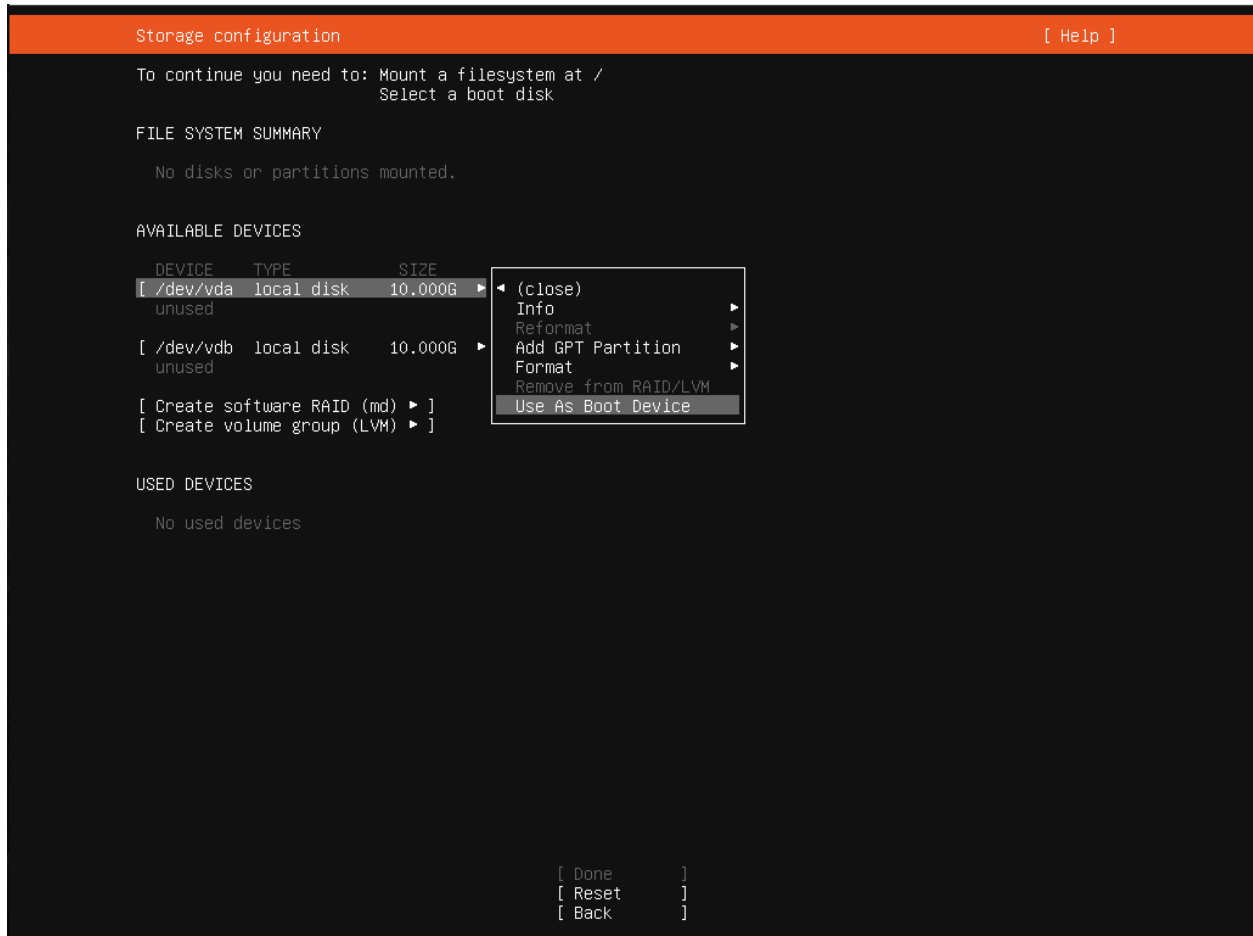 Storage configuration [ Help ]
To continue you need to: Mount a filesystem at /
Select a boot disk
FILE SYSTEM SUMMARY
No disks or partitions mounted.
AVAILABLE DEVICES
DEVICE TYPE SIZE
[ /dev/vda local disk 10.000G ▸ ◂ (close)
unused Info ▸
Reformat ▸
[ /dev/vdb local disk 10.000G ▸ Add GPT Partition ▸
unused Format ▸
Remove from RAID/LVM
[ Create software RAID (md) ▸ ] Use As Boot Device
[ Create volume group (LVM) ▸ ]
USED DEVICES
No used devices
[ Done ]
[ Reset ]
[ Back ]